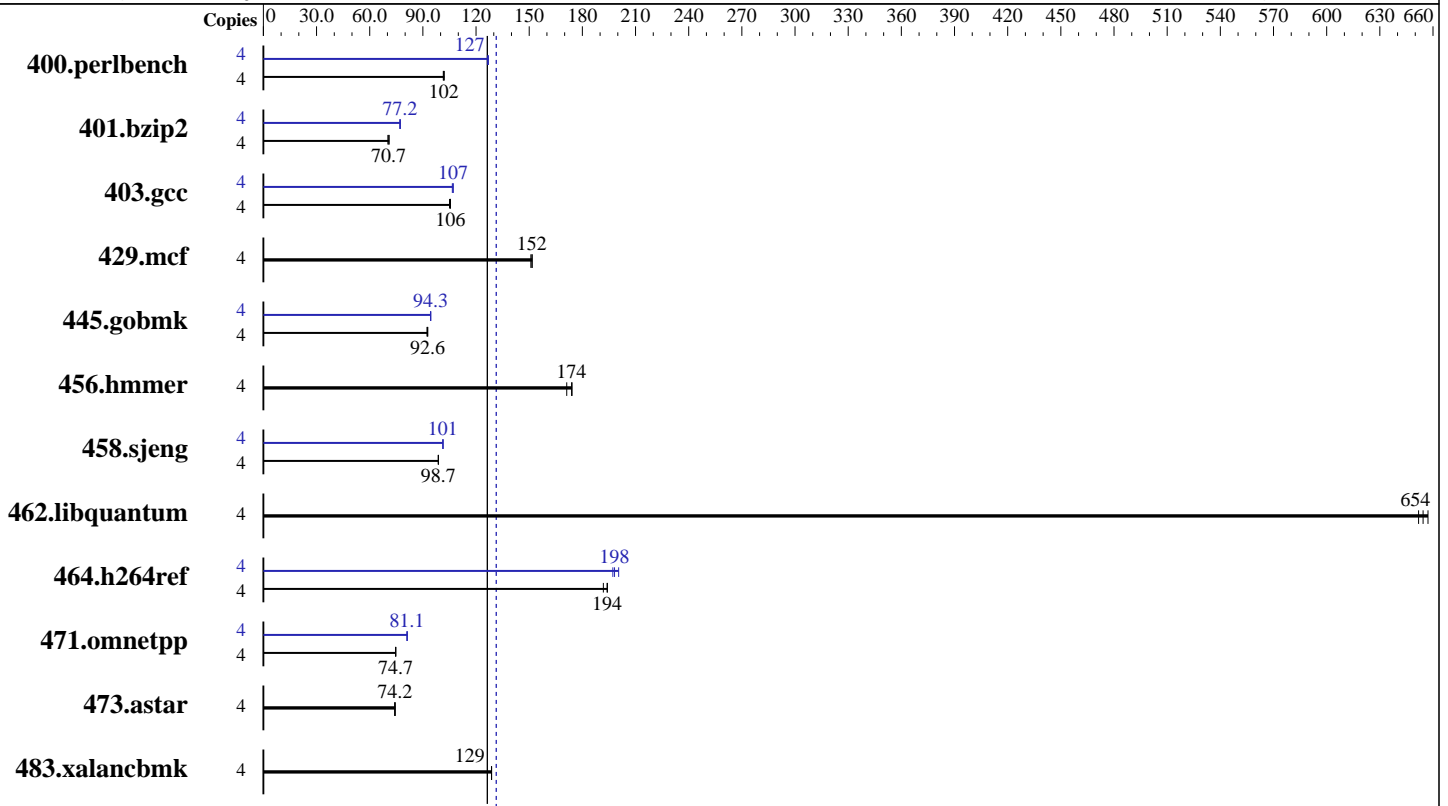 Copies 0 30.0 60.0 90.0 120 150 180 210 240 270 300 330 360 390 420 450 480 510 540 570 600 630 660
127
400.perlbench 4
4
102
77.2
401.bzip2 4
4
70.7
107
403.gcc 4
4
106
152
429.mcf 4
94.3
445.gobmk 4
4
92.6
174
456.hmmer 4
101
458.sjeng 4
4
98.7
654
462.libquantum 4
198
464.h264ref 4
4
194
81.1
471.omnetpp 4
4
74.7
74.2
473.astar 4
129
483.xalancbmk 4